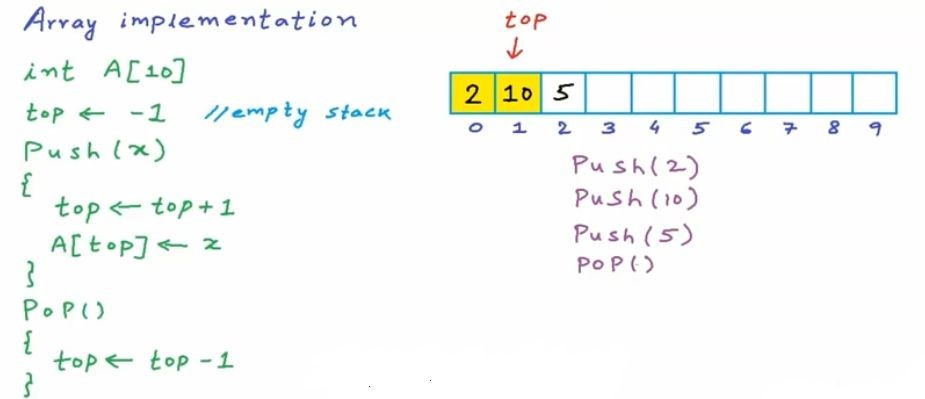 Array implementation
int A[10]
top ← -1 //empty stack
Push(x)
{
top ← top+1
A[top] ← x
}
POP()
{
top ← top -1
}
top
↓
2 10 5
0 1 2 3 4 5 6 7 8 9
Push(2)
Push(10)
Push(5)
POP()